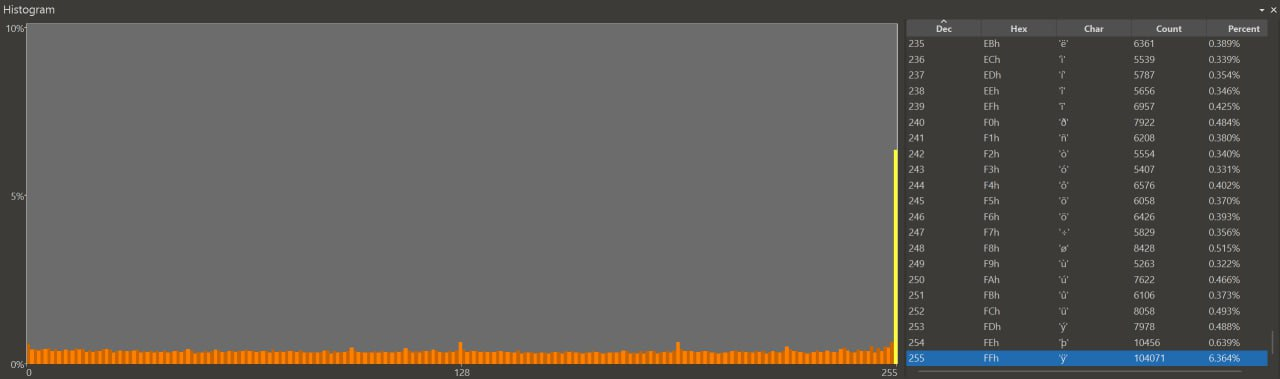 Histogram
10%
5%
0%
0 128 255
Dec Hex Char Count Percent
235 EBh 'ë' 6361 0.389%
236 ECh 'ì' 5539 0.339%
237 EDh 'í' 5787 0.354%
238 EEh 'î' 5656 0.346%
239 EFh 'ï' 6957 0.425%
240 F0h 'ð' 7922 0.484%
241 F1h 'ñ' 6208 0.380%
242 F2h 'ò' 5554 0.340%
243 F3h 'ó' 5407 0.331%
244 F4h 'ô' 6576 0.402%
245 F5h 'õ' 6058 0.370%
246 F6h 'ö' 6426 0.393%
247 F7h '÷' 5829 0.356%
248 F8h 'ø' 8428 0.515%
249 F9h 'ù' 5263 0.322%
250 FAh 'ú' 7622 0.466%
251 FBh 'û' 6106 0.373%
252 FCh 'ü' 8058 0.493%
253 FDh 'ý' 7978 0.488%
254 FEh 'þ' 10456 0.639%
255 FFh 'ÿ' 104071 6.364%